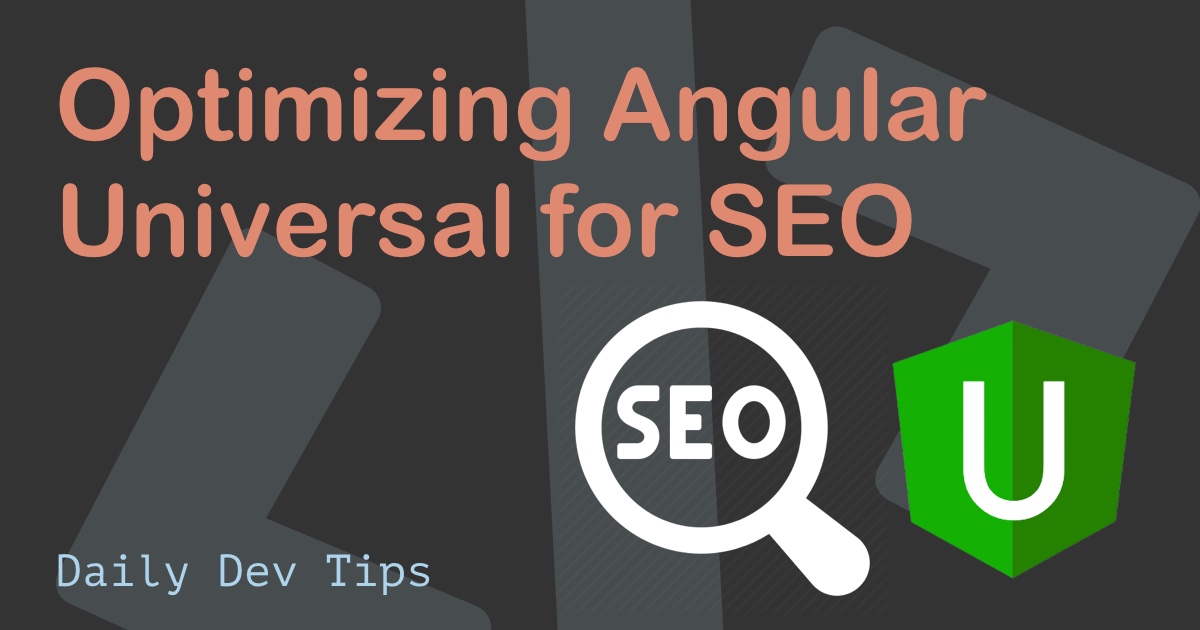 Optimizing Angular
Universal for SEO
SEO
U
Daily Dev Tips